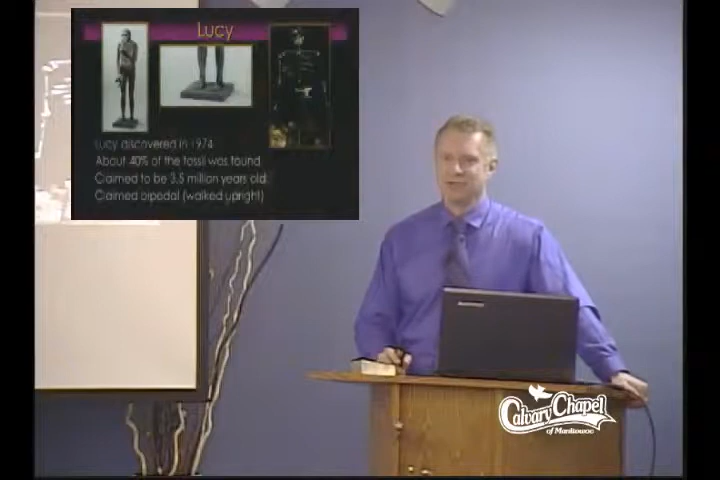 Lucy
Lucy discovered in 1974
About 40% of the fossil was found
Claimed to be 3.5 million years old
Claimed bipedal (walked upright)
lenovo
Calvary Chapel
of Manitowoc